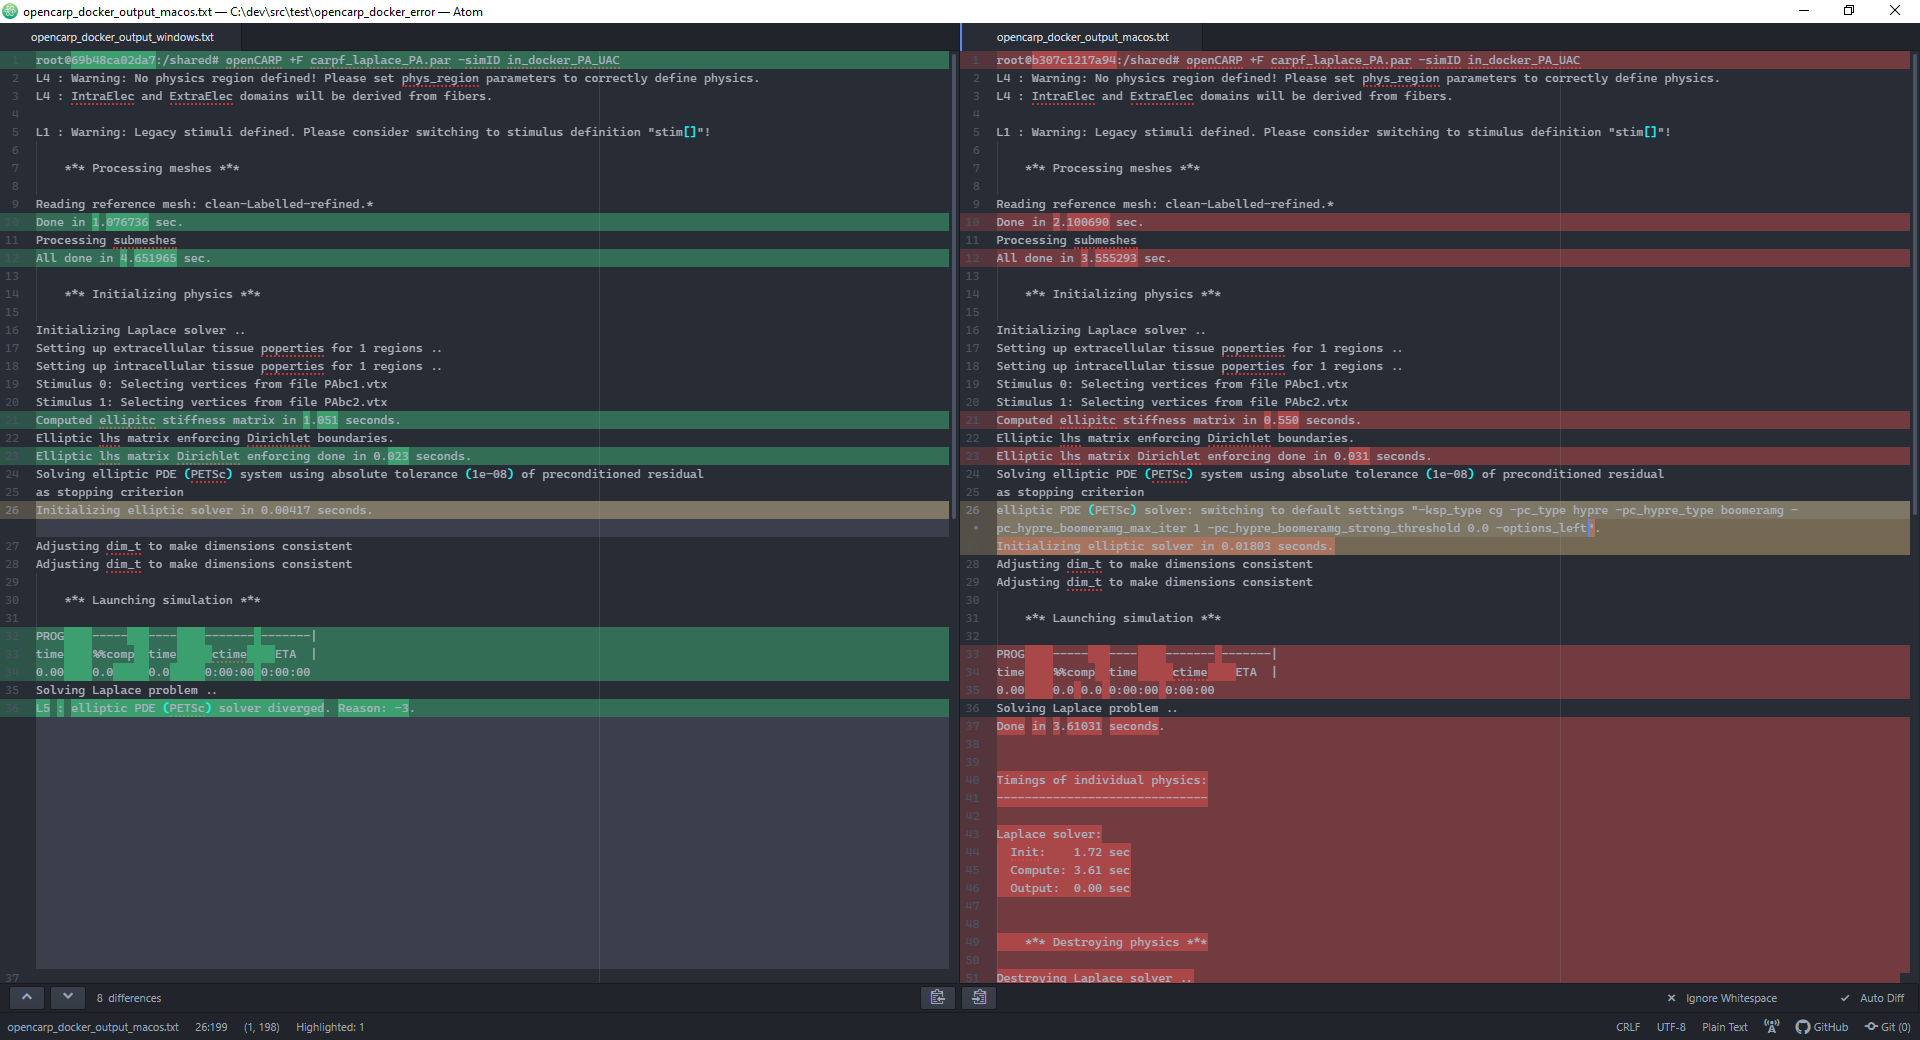 opencarp_docker_output_macos.txt — C:\dev\src\test\opencarp_docker_error — Atom
opencarp_docker_output_windows.txt
1 root@69b48ca02da7:/shared# openCARP +F carpf_laplace_PA.par -simID in_docker_PA_UAC
2 L4 : Warning: No physics region defined! Please set phys_region parameters to correctly define physics.
3 L4 : IntraElec and ExtraElec domains will be derived from fibers.
4
5 L1 : Warning: Legacy stimuli defined. Please consider switching to stimulus definition "stim[]"!
6
7 *** Processing meshes ***
8
9 Reading reference mesh: clean-Labelled-refined.*
10 Done in 1.076736 sec.
11 Processing submeshes
12 All done in 4.651965 sec.
13
14 *** Initializing physics ***
15
16 Initializing Laplace solver ..
17 Setting up extracellular tissue poperties for 1 regions ..
18 Setting up intracellular tissue poperties for 1 regions ..
19 Stimulus 0: Selecting vertices from file PAbc1.vtx
20 Stimulus 1: Selecting vertices from file PAbc2.vtx
21 Computed ellipitc stiffness matrix in 1.051 seconds.
22 Elliptic lhs matrix enforcing Dirichlet boundaries.
23 Elliptic lhs matrix Dirichlet enforcing done in 0.023 seconds.
24 Solving elliptic PDE (PETSc) system using absolute tolerance (1e-08) of preconditioned residual
25 as stopping criterion
26 Initializing elliptic solver in 0.00417 seconds.
27 Adjusting dim_t to make dimensions consistent
28 Adjusting dim_t to make dimensions consistent
29
30 *** Launching simulation ***
31
32 PROG ----- ---- ------- -------|
33 time %%comp time ctime ETA |
34 0.00 0.0 0.0 0:00:00 0:00:00
35 Solving Laplace problem ..
36 L5 : elliptic PDE (PETSc) solver diverged. Reason: -3.
37
opencarp_docker_output_macos.txt
1 root@b307c1217a94:/shared# openCARP +F carpf_laplace_PA.par -simID in_docker_PA_UAC
2 L4 : Warning: No physics region defined! Please set phys_region parameters to correctly define physics.
3 L4 : IntraElec and ExtraElec domains will be derived from fibers.
4
5 L1 : Warning: Legacy stimuli defined. Please consider switching to stimulus definition "stim[]"!
6
7 *** Processing meshes ***
8
9 Reading reference mesh: clean-Labelled-refined.*
10 Done in 2.100690 sec.
11 Processing submeshes
12 All done in 3.555293 sec.
13
14 *** Initializing physics ***
15
16 Initializing Laplace solver ..
17 Setting up extracellular tissue poperties for 1 regions ..
18 Setting up intracellular tissue poperties for 1 regions ..
19 Stimulus 0: Selecting vertices from file PAbc1.vtx
20 Stimulus 1: Selecting vertices from file PAbc2.vtx
21 Computed ellipitc stiffness matrix in 0.550 seconds.
22 Elliptic lhs matrix enforcing Dirichlet boundaries.
23 Elliptic lhs matrix Dirichlet enforcing done in 0.031 seconds.
24 Solving elliptic PDE (PETSc) system using absolute tolerance (1e-08) of preconditioned residual
25 as stopping criterion
26 elliptic PDE (PETSc) solver: switching to default settings "-ksp_type cg -pc_type hypre -pc_hypre_type boomeramg -
• pc_hypre_boomeramg_max_iter 1 -pc_hypre_boomeramg_strong_threshold 0.0 -options_left".
Initializing elliptic solver in 0.01803 seconds.
28 Adjusting dim_t to make dimensions consistent
29 Adjusting dim_t to make dimensions consistent
30
31 *** Launching simulation ***
32
33 PROG ----- ---- ------- -------|
34 time %%comp time ctime ETA |
35 0.00 0.0 0.0 0:00:00 0:00:00
36 Solving Laplace problem ..
37 Done in 3.61031 seconds.
38
39
40 Timings of individual physics:
41 ------------------------------
42
43 Laplace solver:
44 Init: 1.72 sec
45 Compute: 3.61 sec
46 Output: 0.00 sec
47
48
49 *** Destroying physics ***
50
51 Destroying Laplace solver ..
8 differences
Ignore Whitespace
Auto Diff
opencarp_docker_output_macos.txt 26:199 (1, 198) Highlighted: 1
CRLF UTF-8 Plain Text GitHub Git (0)